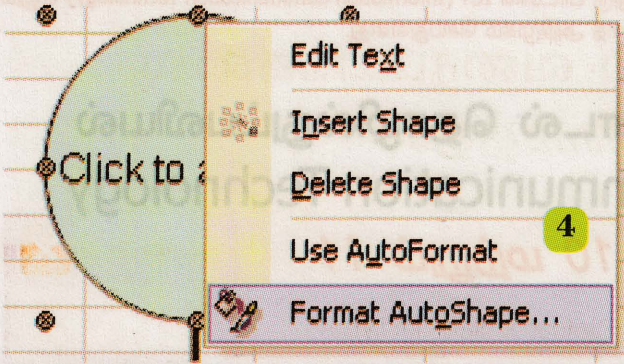 Edit Text
Insert Shape
Click to
Delete Shape
Use AutoFormat
4
Format AutoShape...